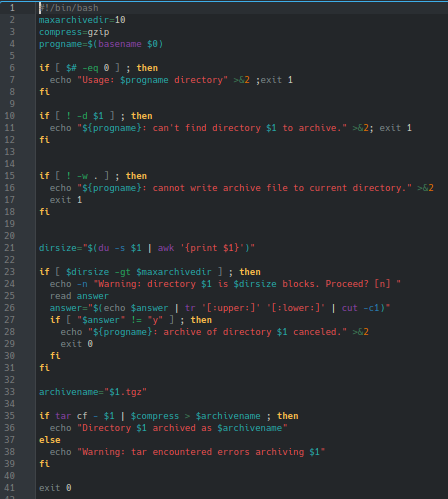 1 #!/bin/bash
2 maxarchivedir=10
3 compress=gzip
4 progname=$(basename $0)
5
6 if [ $# -eq 0 ] ; then
7   echo "Usage: $progname directory" >&2 ;exit 1
8 fi
9
10 if [ ! -d $1 ] ; then
11   echo "${progname}: can't find directory $1 to archive." >&2; exit 1
12 fi
13
14
15 if [ ! -w . ] ; then
16   echo "${progname}: cannot write archive file to current directory." >&2
17   exit 1
18 fi
19
20
21 dirsize="$(du -s $1 | awk '{print $1}')"
22
23 if [ $dirsize -gt $maxarchivedir ] ; then
24   echo -n "Warning: directory $1 is $dirsize blocks. Proceed? [n] "
25   read answer
26   answer="$(echo $answer | tr '[:upper:]' '[:lower:]' | cut -c1)"
27   if [ "$answer" != "y" ] ; then
28     echo "${progname}: archive of directory $1 canceled." >&2
29     exit 0
30   fi
31 fi
32
33 archivename="$1.tgz"
34
35 if tar cf - $1 | $compress > $archivename ; then
36   echo "Directory $1 archived as $archivename"
37 else
38   echo "Warning: tar encountered errors archiving $1"
39 fi
40
41 exit 0